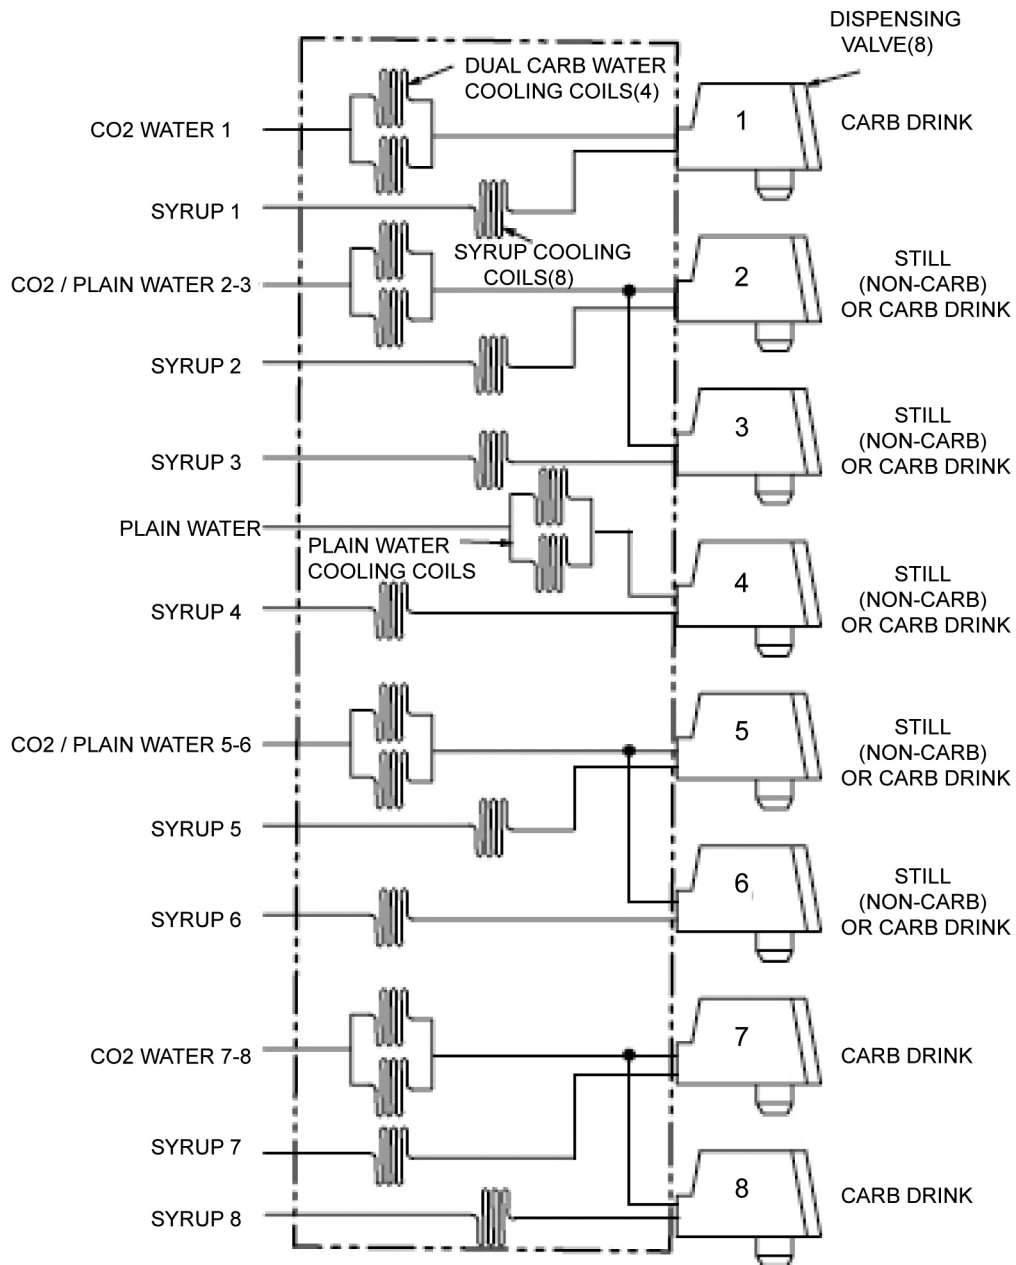 DISPENSING
VALVE(8)
DUAL CARB WATER
COOLING COILS(4)
CO2 WATER 1
1
CARB DRINK
SYRUP 1
SYRUP COOLING
COILS(8)
CO2 / PLAIN WATER 2-3
2
STILL
(NON-CARB)
OR CARB DRINK
SYRUP 2
3
STILL
(NON-CARB)
OR CARB DRINK
SYRUP 3
PLAIN WATER
PLAIN WATER
COOLING COILS
4
STILL
(NON-CARB)
OR CARB DRINK
SYRUP 4
CO2 / PLAIN WATER 5-6
5
STILL
(NON-CARB)
OR CARB DRINK
SYRUP 5
6
STILL
(NON-CARB)
OR CARB DRINK
SYRUP 6
CO2 WATER 7-8
7
CARB DRINK
SYRUP 7
8
CARB DRINK
SYRUP 8